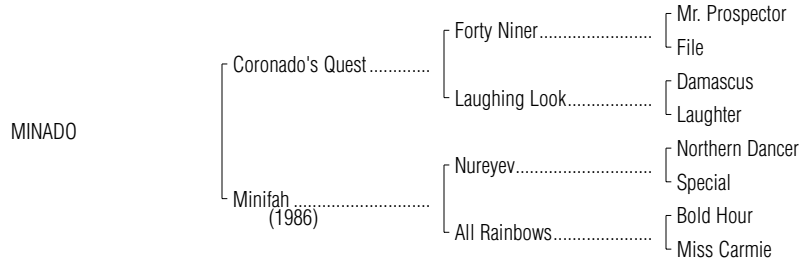 Mr. Prospector
Forty Niner........................
File
Coronado's Quest.............
Damascus
Laughing Look..................
Laughter
MINADO
Northern Dancer
Nureyev.............................
Special
Minifah.............................
(1986)
Bold Hour
All Rainbows.....................
Miss Carmie